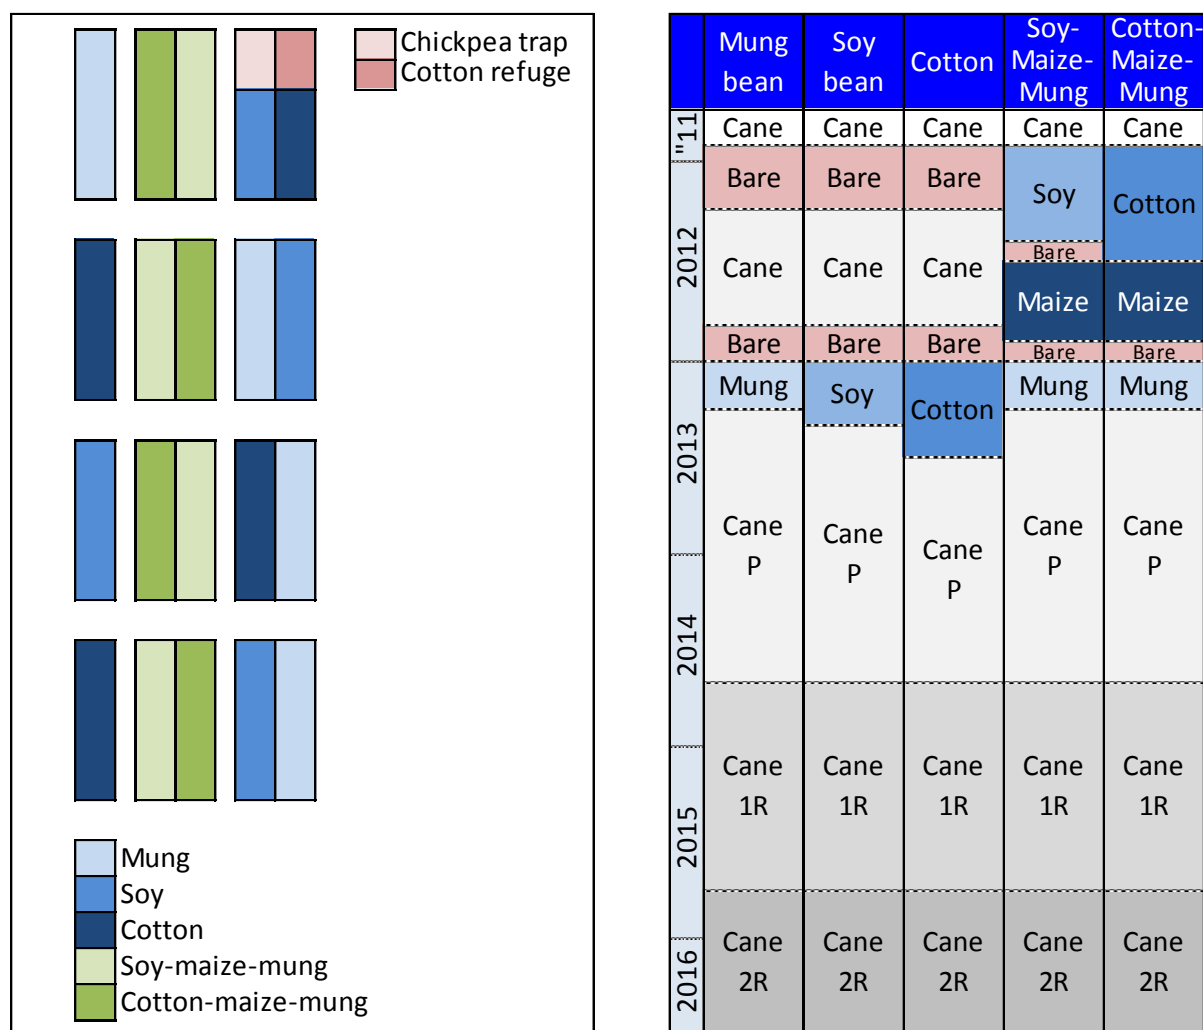 Chickpea trap
Cotton refuge
Mung
Soy
Cotton
Soy-maize-mung
Cotton-maize-mung
Mung bean Soy bean Cotton Soy-Maize-Mung Cotton-Maize-Mung
"11 Cane Cane Cane Cane Cane
2012 Bare Bare Bare Soy Cotton
Bare
Cane Cane Cane Maize Maize
Bare Bare Bare Bare Bare
2013 Mung Soy Cotton Mung Mung
Cane P Cane P Cane P Cane P Cane P
2014
2015 Cane 1R Cane 1R Cane 1R Cane 1R Cane 1R
2016 Cane 2R Cane 2R Cane 2R Cane 2R Cane 2R